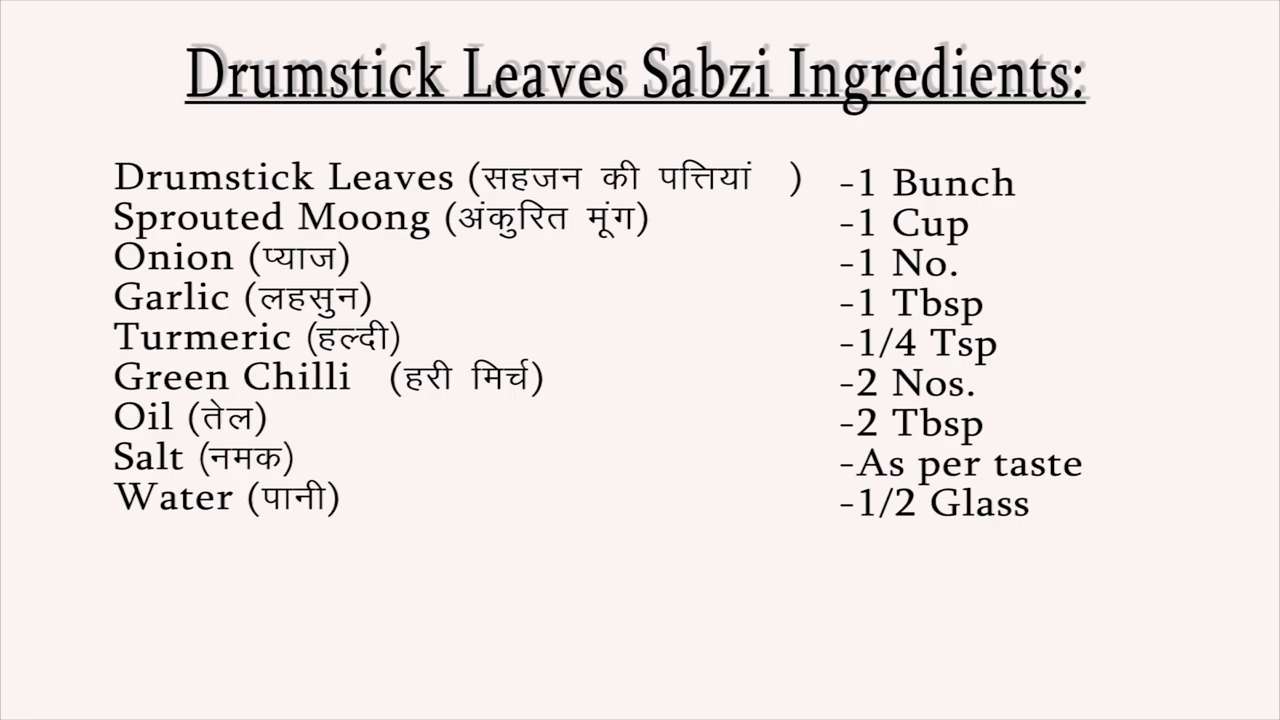 Drumstick Leaves Sabzi Ingredients:
Drumstick Leaves (सहजन की पत्तियां ) -1 Bunch
Sprouted Moong (अंकुरित मूंग) -1 Cup
Onion (प्याज) -1 No.
Garlic (लहसुन) -1 Tbsp
Turmeric (हल्दी) -1/4 Tsp
Green Chilli (हरी मिर्च) -2 Nos.
Oil (तेल) -2 Tbsp
Salt (नमक) -As per taste
Water (पानी) -1/2 Glass